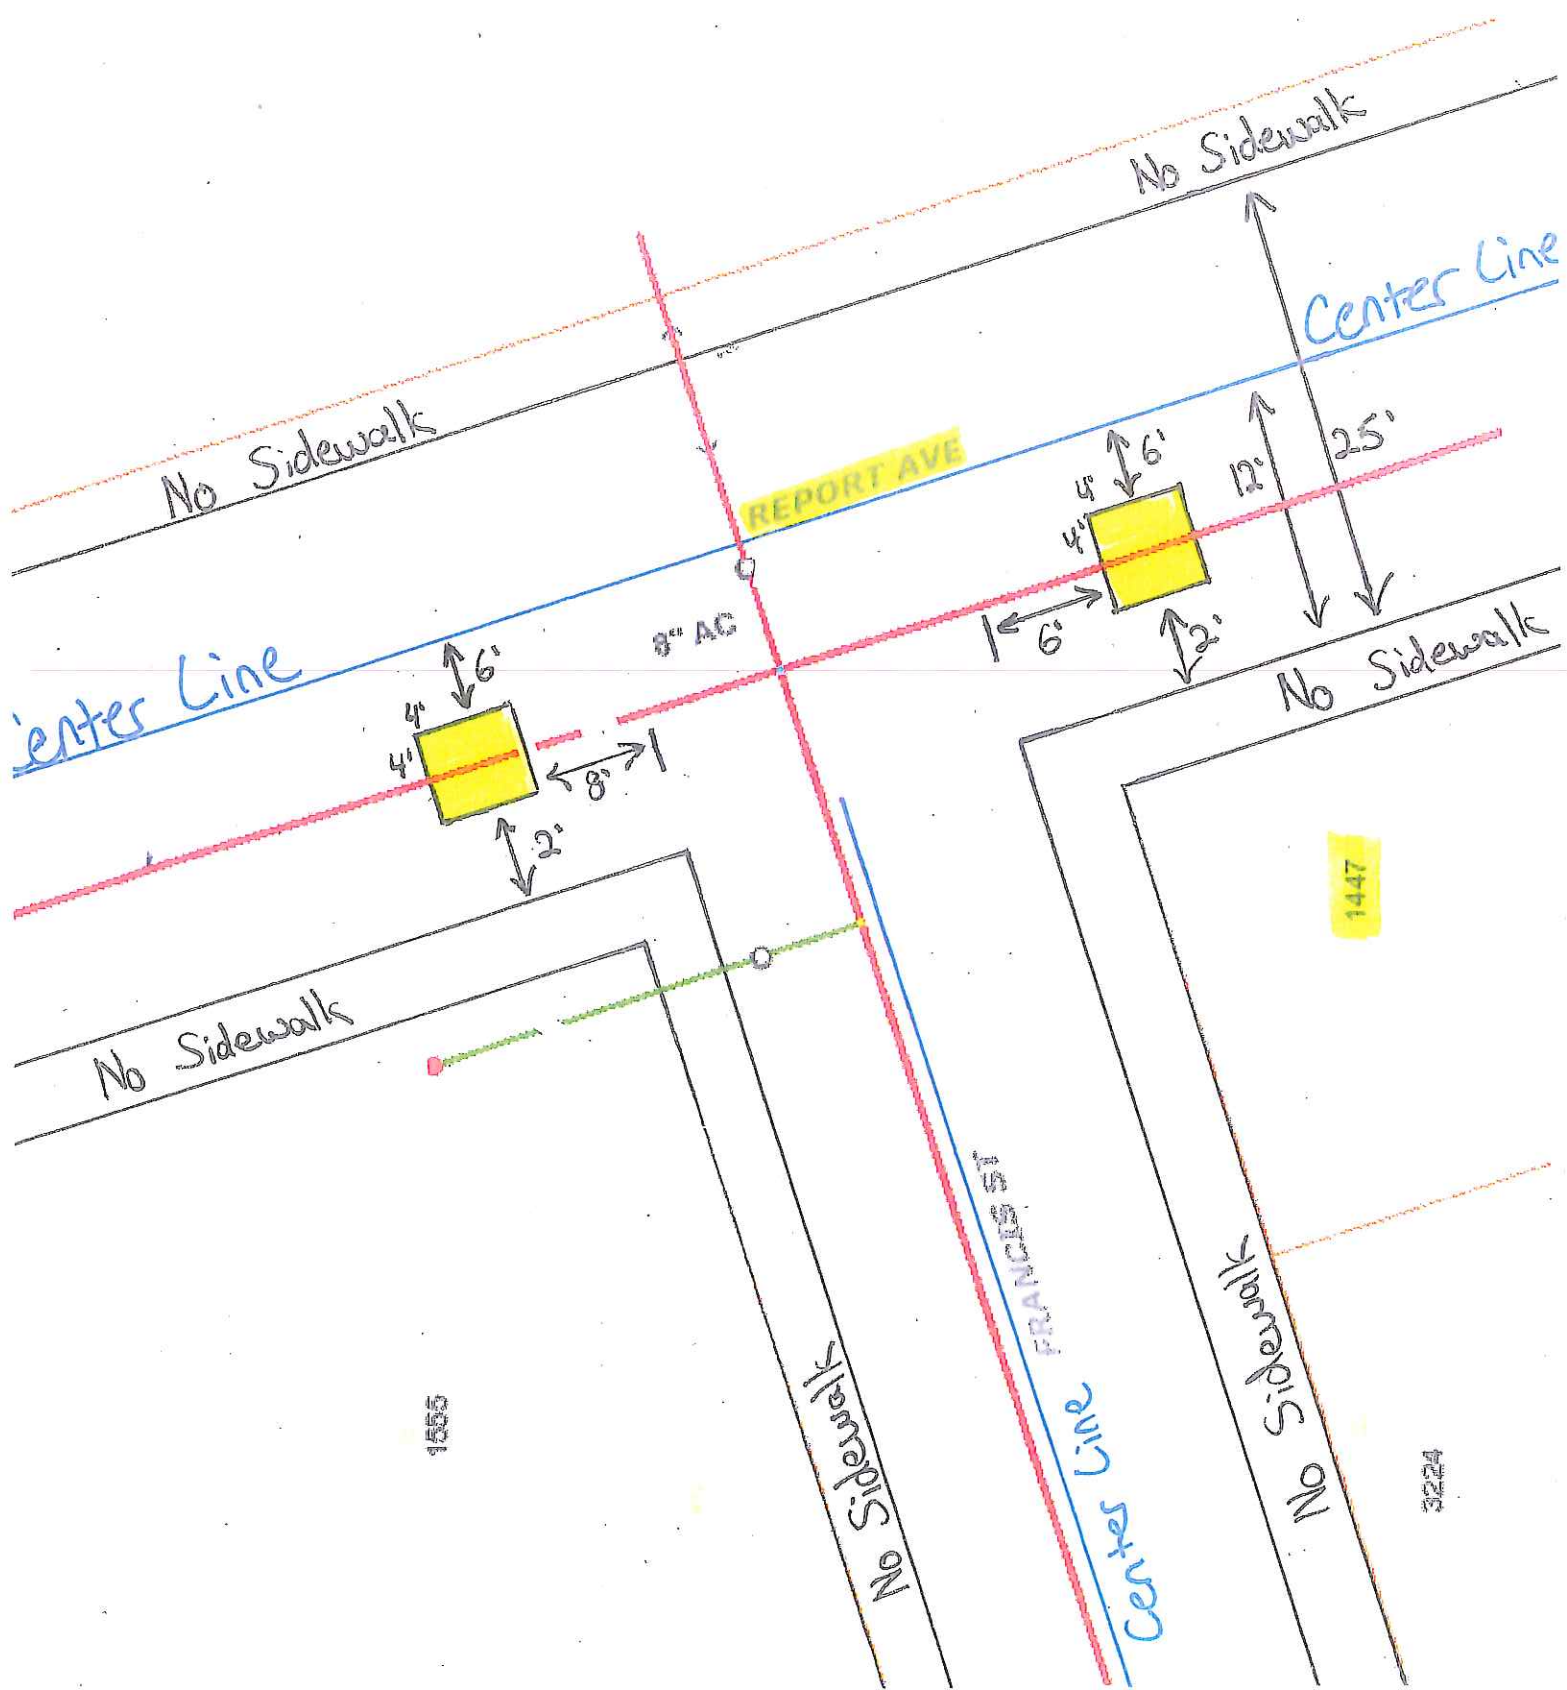 No Sidewalk
Center Line
No Sidewalk
REPORT AVE
6'
4'
4'
12'
25'
8" AC
6'
2'
No Sidewalk
enter Line
6'
4'
4'
8'
2'
1447
No Sidewalk
FRANCIS ST
Center Line
No Sidewalk
No Sidewalk
1555
3224